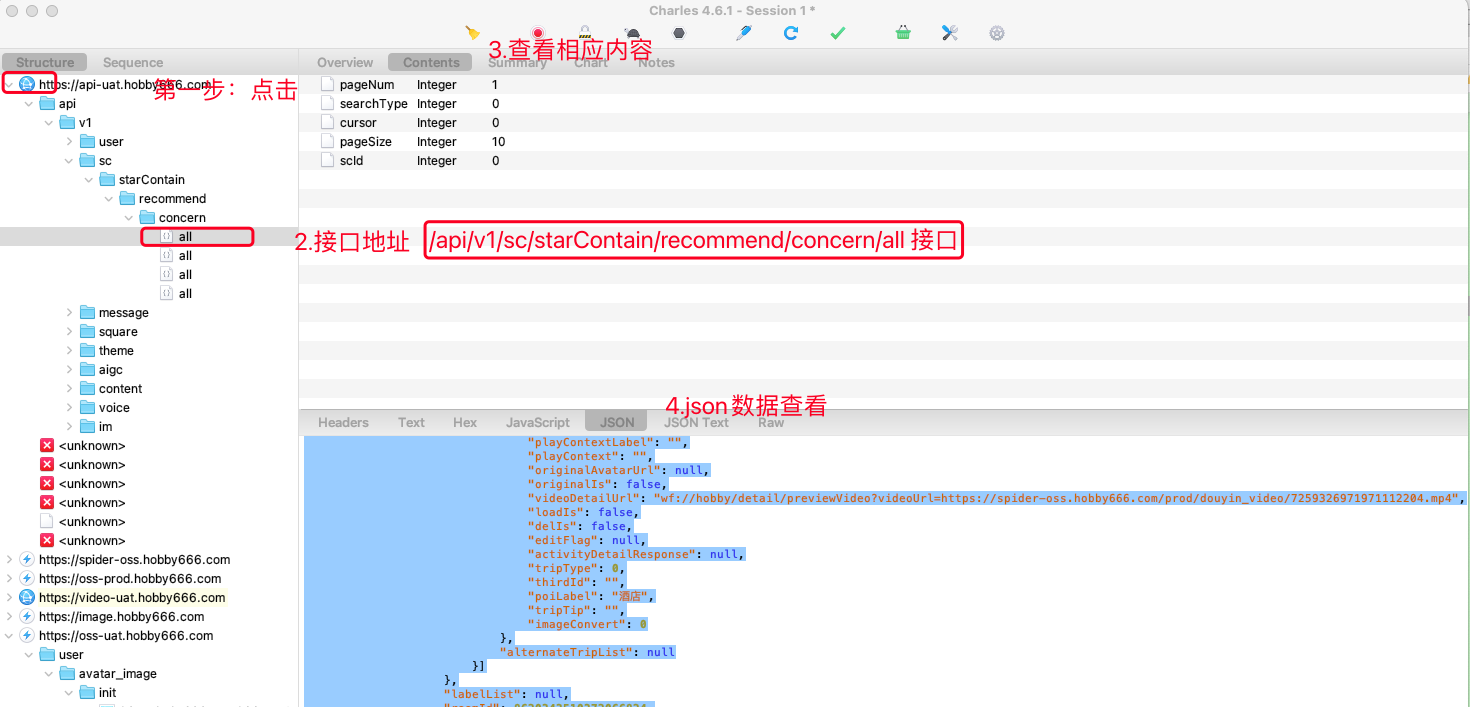 Charles 4.6.1 - Session 1 *
3.查看相应内容
Structure Sequence
Overview Contents Summary Chart Notes
https://api-uat.hobby666.com
第一步：点击
api
v1
user
sc
starContain
recommend
concern
all
all
all
all
message
square
theme
aigc
content
voice
im
<unknown>
<unknown>
<unknown>
<unknown>
<unknown>
<unknown>
https://spider-oss.hobby666.com
https://oss-prod.hobby666.com
https://video-uat.hobby666.com
https://image.hobby666.com
https://oss-uat.hobby666.com
user
avatar_image
init
pageNum Integer 1
searchType Integer 0
cursor Integer 0
pageSize Integer 10
scId Integer 0
2.接口地址 /api/v1/sc/starContain/recommend/concern/all 接口
4.json数据查看
Headers Text Hex JavaScript JSON JSON Text Raw
"playContextLabel": "",
"playContext": "",
"originalAvatarUrl": null,
"originalIs": false,
"videoDetailUrl": "wf://hobby/detail/previewVideo?videoUrl=https://spider-oss.hobby666.com/prod/douyin_video/7259326971971112204.mp4",
"loadIs": false,
"delIs": false,
"editFlag": null,
"activityDetailResponse": null,
"tripType": 0,
"thirdId": "",
"poiLabel": "酒店",
"tripTip": "",
"imageConvert": 0
},
"alternateTripList": null
}]
},
"labelList": null,